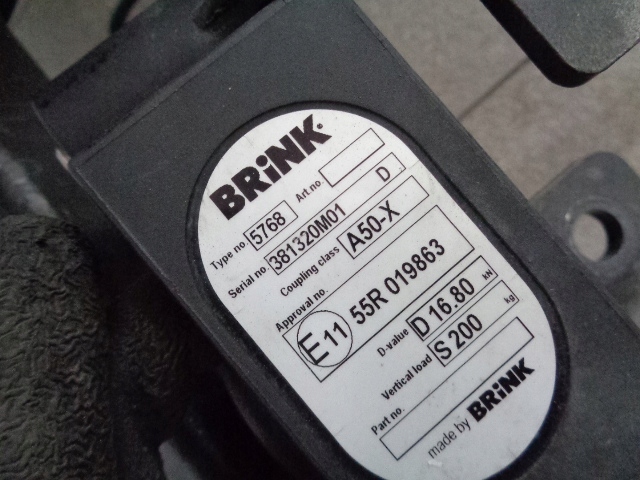 BRiNK
Type no. 5768 Art.no.
Serial no. 381320M01 D
Coupling class A50-X
Approval no.
E11 55R 019863
D-value D 16.80 kN
Vertical load S 200 kg
Part no.
made by BRiNK